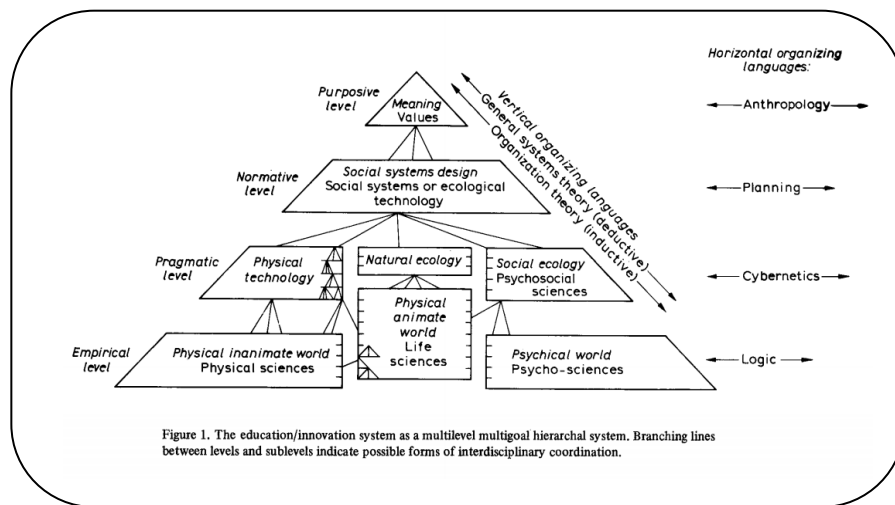 Horizontal organizing
languages:
Purposive
level
Meaning
Values
Vertical organizing languages
General systems theory (deductive)
Organization theory (inductive)
Anthropology
Normative
level
Social systems design
Social systems or ecological
technology
Planning
Pragmatic
level
Physical
technology
Natural ecology
Social ecology
Psychosocial
sciences
Cybernetics
Empirical
level
Physical inanimate world
Physical sciences
Physical
animate
world
Life
sciences
Psychical world
Psycho-sciences
Logic
Figure 1. The education/innovation system as a multilevel multigoal hierarchal system. Branching lines
between levels and sublevels indicate possible forms of interdisciplinary coordination.